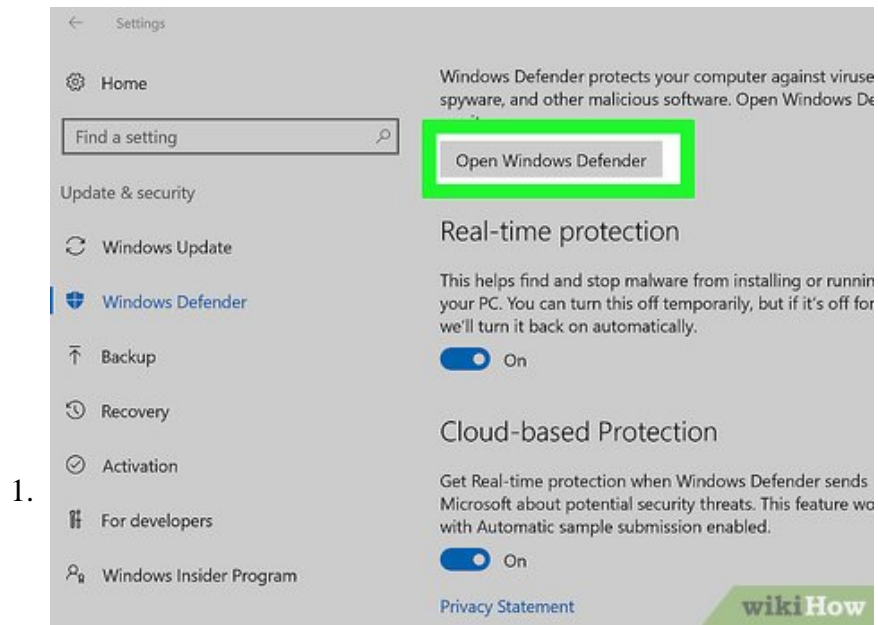 Settings
Home
Find a setting
Update & security
Windows Update
Windows Defender
Backup
Recovery
Activation
For developers
Windows Insider Program
Windows Defender protects your computer against viruse
spyware, and other malicious software. Open Windows De
Open Windows Defender
Real-time protection
This helps find and stop malware from installing or runnin
your PC. You can turn this off temporarily, but if it's off for
we'll turn it back on automatically.
On
Cloud-based Protection
Get Real-time protection when Windows Defender sends
Microsoft about potential security threats. This feature wo
with Automatic sample submission enabled.
On
Privacy Statement
1.
wikiHow